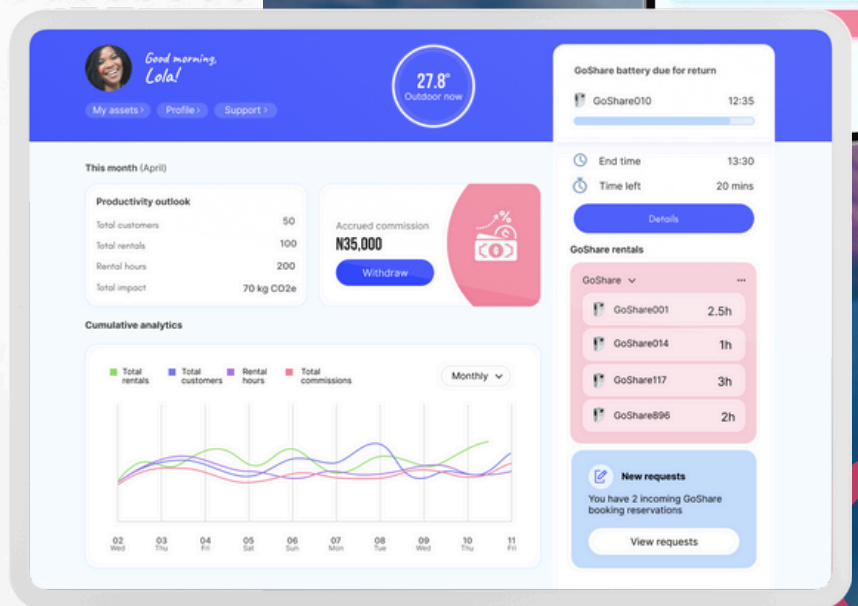 Good morning,
Lola!
My assets >
Profile >
Support >
27.8°
Outdoor now
This month (April)
Productivity outlook
Total customers 50
Total rentals 100
Rental hours 200
Total impact 70 kg CO2e
Accrued commission
N35,000
Withdraw
Cumulative analytics
Total rentals
Total customers
Rental hours
Total commissions
Monthly
02 Wed
03 Thu
04 Fri
05 Sat
06 Sun
07 Mon
08 Tue
09 Wed
10 Thu
11 Fri
GoShare battery due for return
GoShare010 12:35
End time 13:30
Time left 20 mins
Details
GoShare rentals
GoShare
GoShare001 2.5h
GoShare014 1h
GoShare117 3h
GoShare896 2h
New requests
You have 2 incoming GoShare
booking reservations
View requests